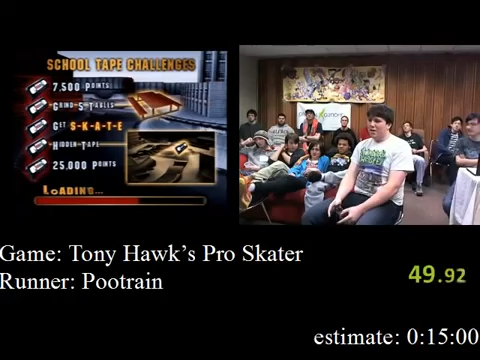 SCHOOL TAPE CHALLENGES
7,500 POINTS
GRIND 5 TABLES
GET S-K-A-T-E
HIDDEN TAPE
25,000 POINTS
LOADING...
Game: Tony Hawk's Pro Skater
Runner: Pootrain
49.92
estimate: 0:15:00